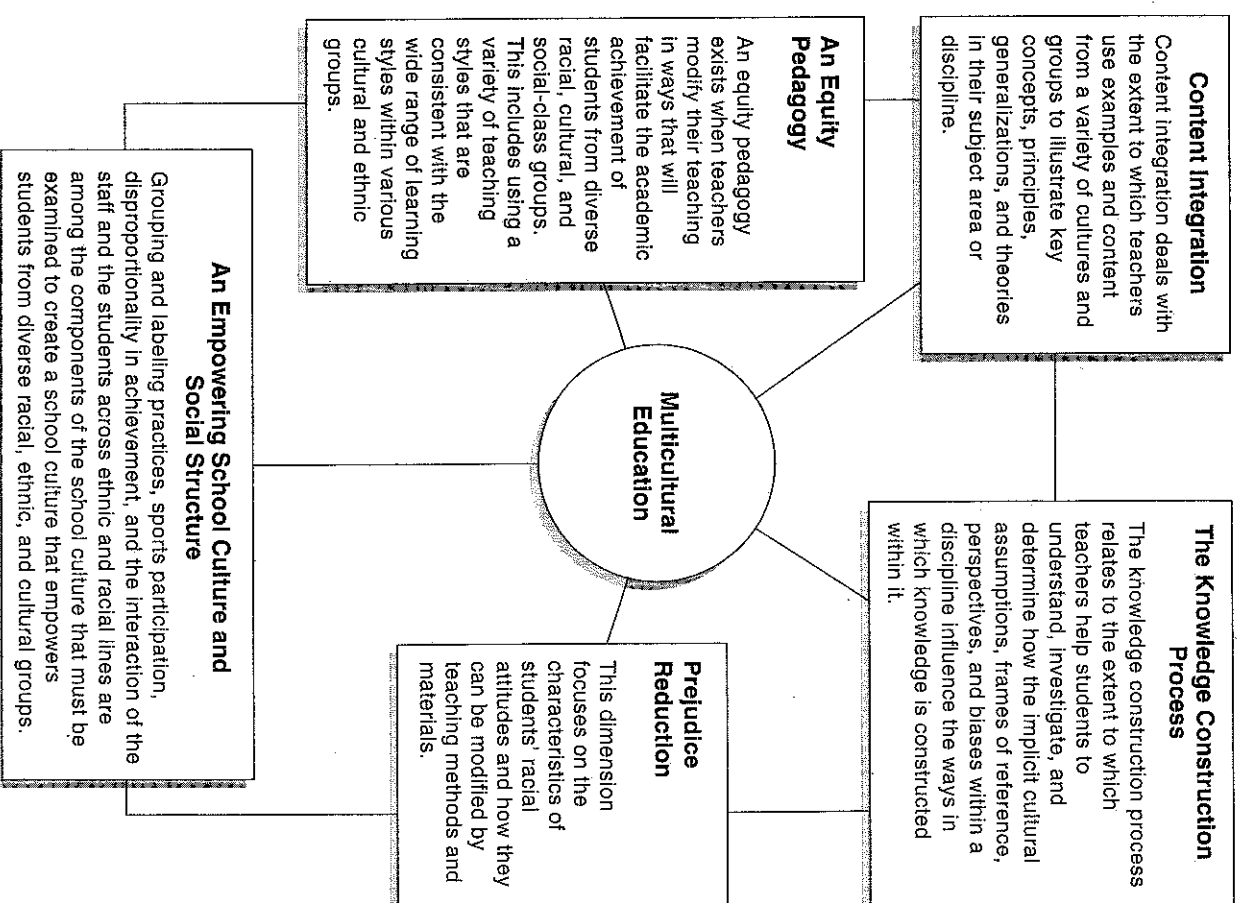 Content Integration
Content integration deals with
the extent to which teachers
use examples and content
from a variety of cultures and
groups to illustrate key
concepts, principles,
generalizations, and theories
in their subject area or
discipline.
The Knowledge Construction
Process
The knowledge construction process
relates to the extent to which
teachers help students to
understand, investigate, and
determine how the implicit cultural
assumptions, frames of reference,
perspectives, and biases within a
discipline influence the ways in
which knowledge is constructed
within it.
An Equity
Pedagogy
An equity pedagogy
exists when teachers
modify their teaching
in ways that will
facilitate the academic
achievement of
students from diverse
racial, cultural, and
social-class groups.
This includes using a
variety of teaching
styles that are
consistent with the
wide range of learning
styles within various
cultural and ethnic
groups.
Multicultural
Education
Prejudice
Reduction
This dimension
focuses on the
characteristics of
students' racial
attitudes and how they
can be modified by
teaching methods and
materials.
An Empowering School Culture and
Social Structure
Grouping and labeling practices, sports participation,
disproportionality in achievement, and the interaction of the
staff and the students across ethnic and racial lines are
among the components of the school culture that must be
examined to create a school culture that empowers
students from diverse racial, ethnic, and cultural groups.